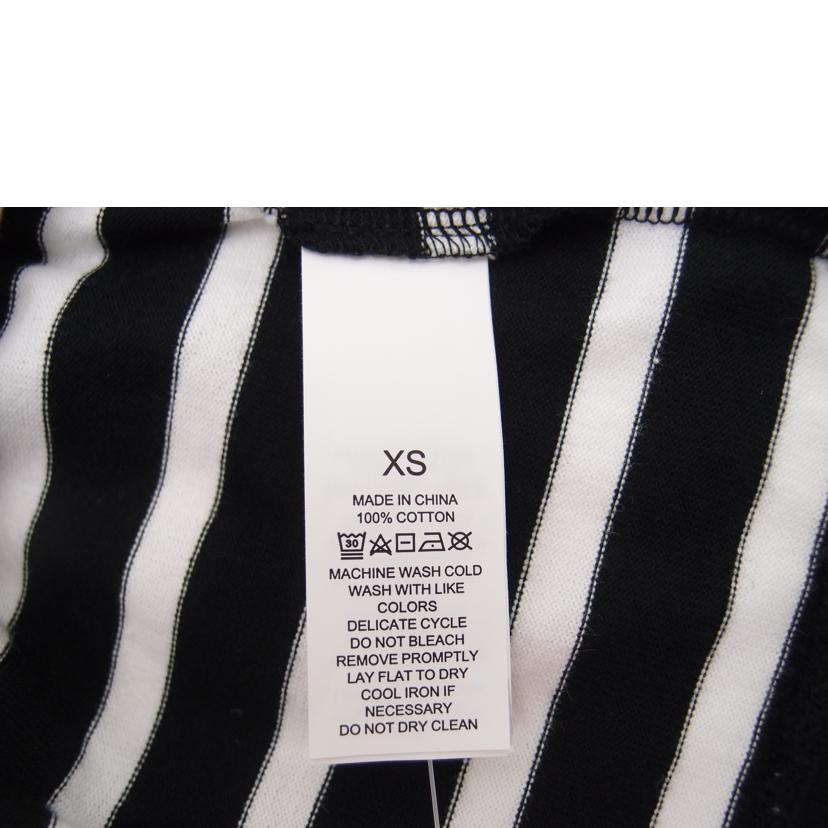 XS
MADE IN CHINA
100% COTTON
30
MACHINE WASH COLD
WASH WITH LIKE
COLORS
DELICATE CYCLE
DO NOT BLEACH
REMOVE PROMPTLY
LAY FLAT TO DRY
COOL IRON IF
NECESSARY
DO NOT DRY CLEAN